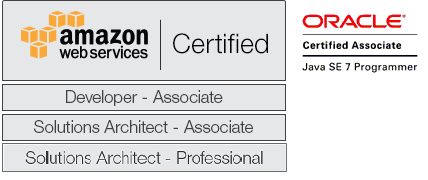 amazon
web services
Certified
Developer - Associate
Solutions Architect - Associate
Solutions Architect - Professional
ORACLE®
Certified Associate
Java SE 7 Programmer